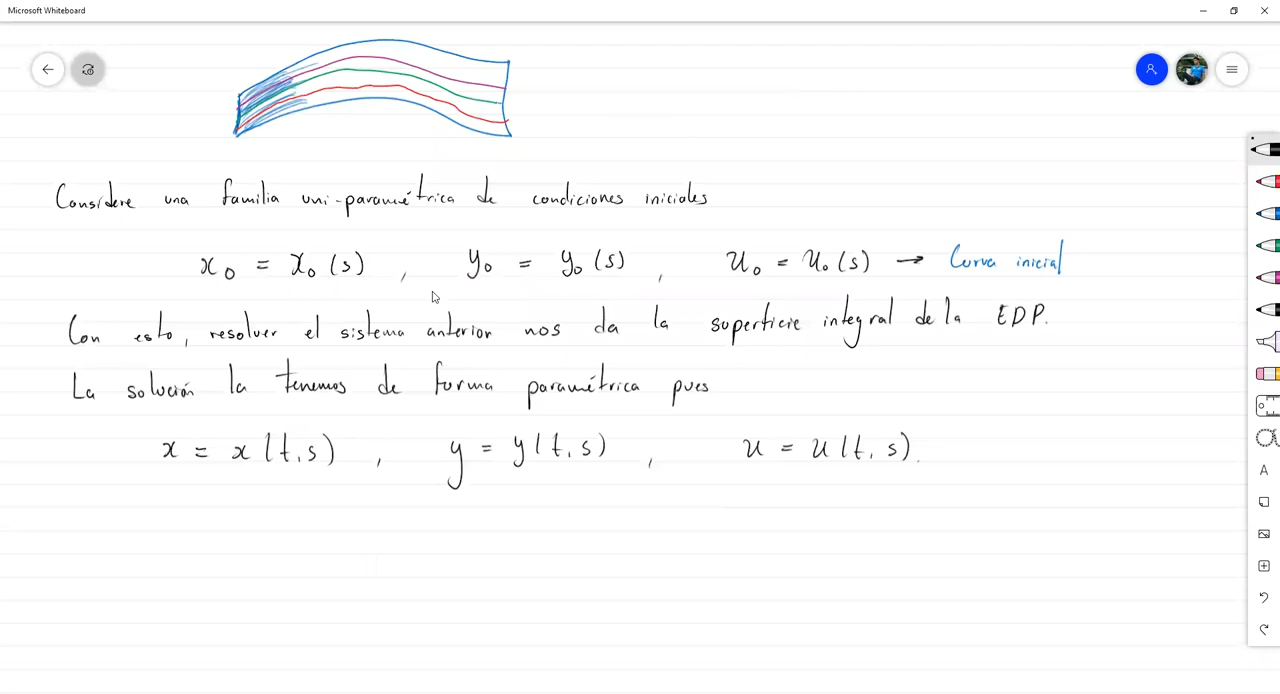 Microsoft Whiteboard
Considere una familia uni-paramétrica de condiciones iniciales
x₀ = x₀(s) , y₀ = y₀(s) , u₀ = u₀(s) → Curva inicial
Con esto, resolver el sistema anterior nos da la superficie integral de la EDP.
La solución la tenemos de forma paramétrica pues
x = x(t,s) , y = y(t,s) , u = u(t,s).
A